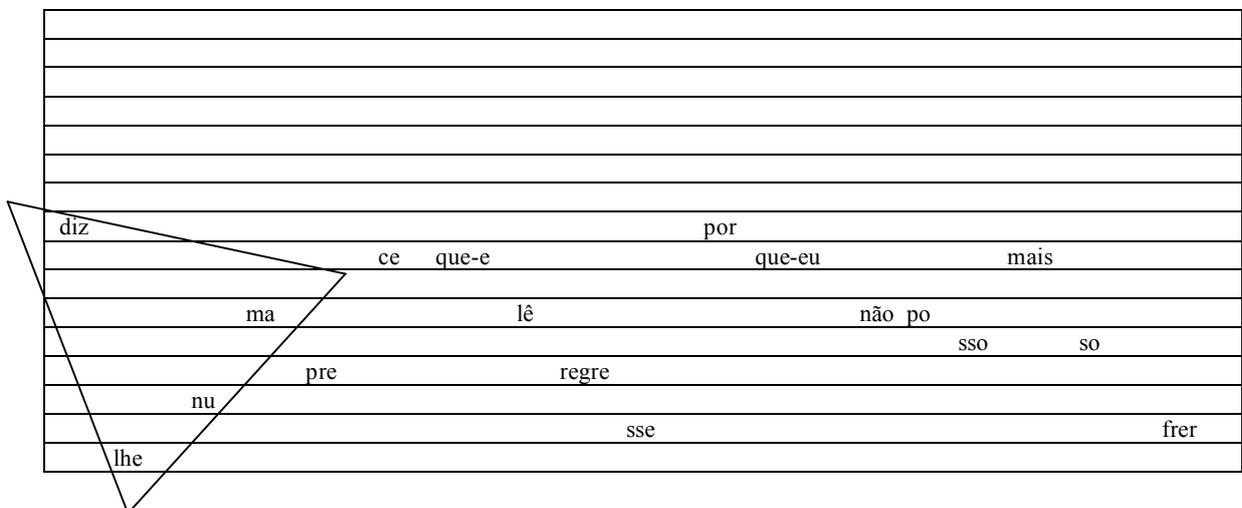 diz por
ce que-e que-eu mais
ma lê não po
sso so
pre regre
nu
sse frer
lhe